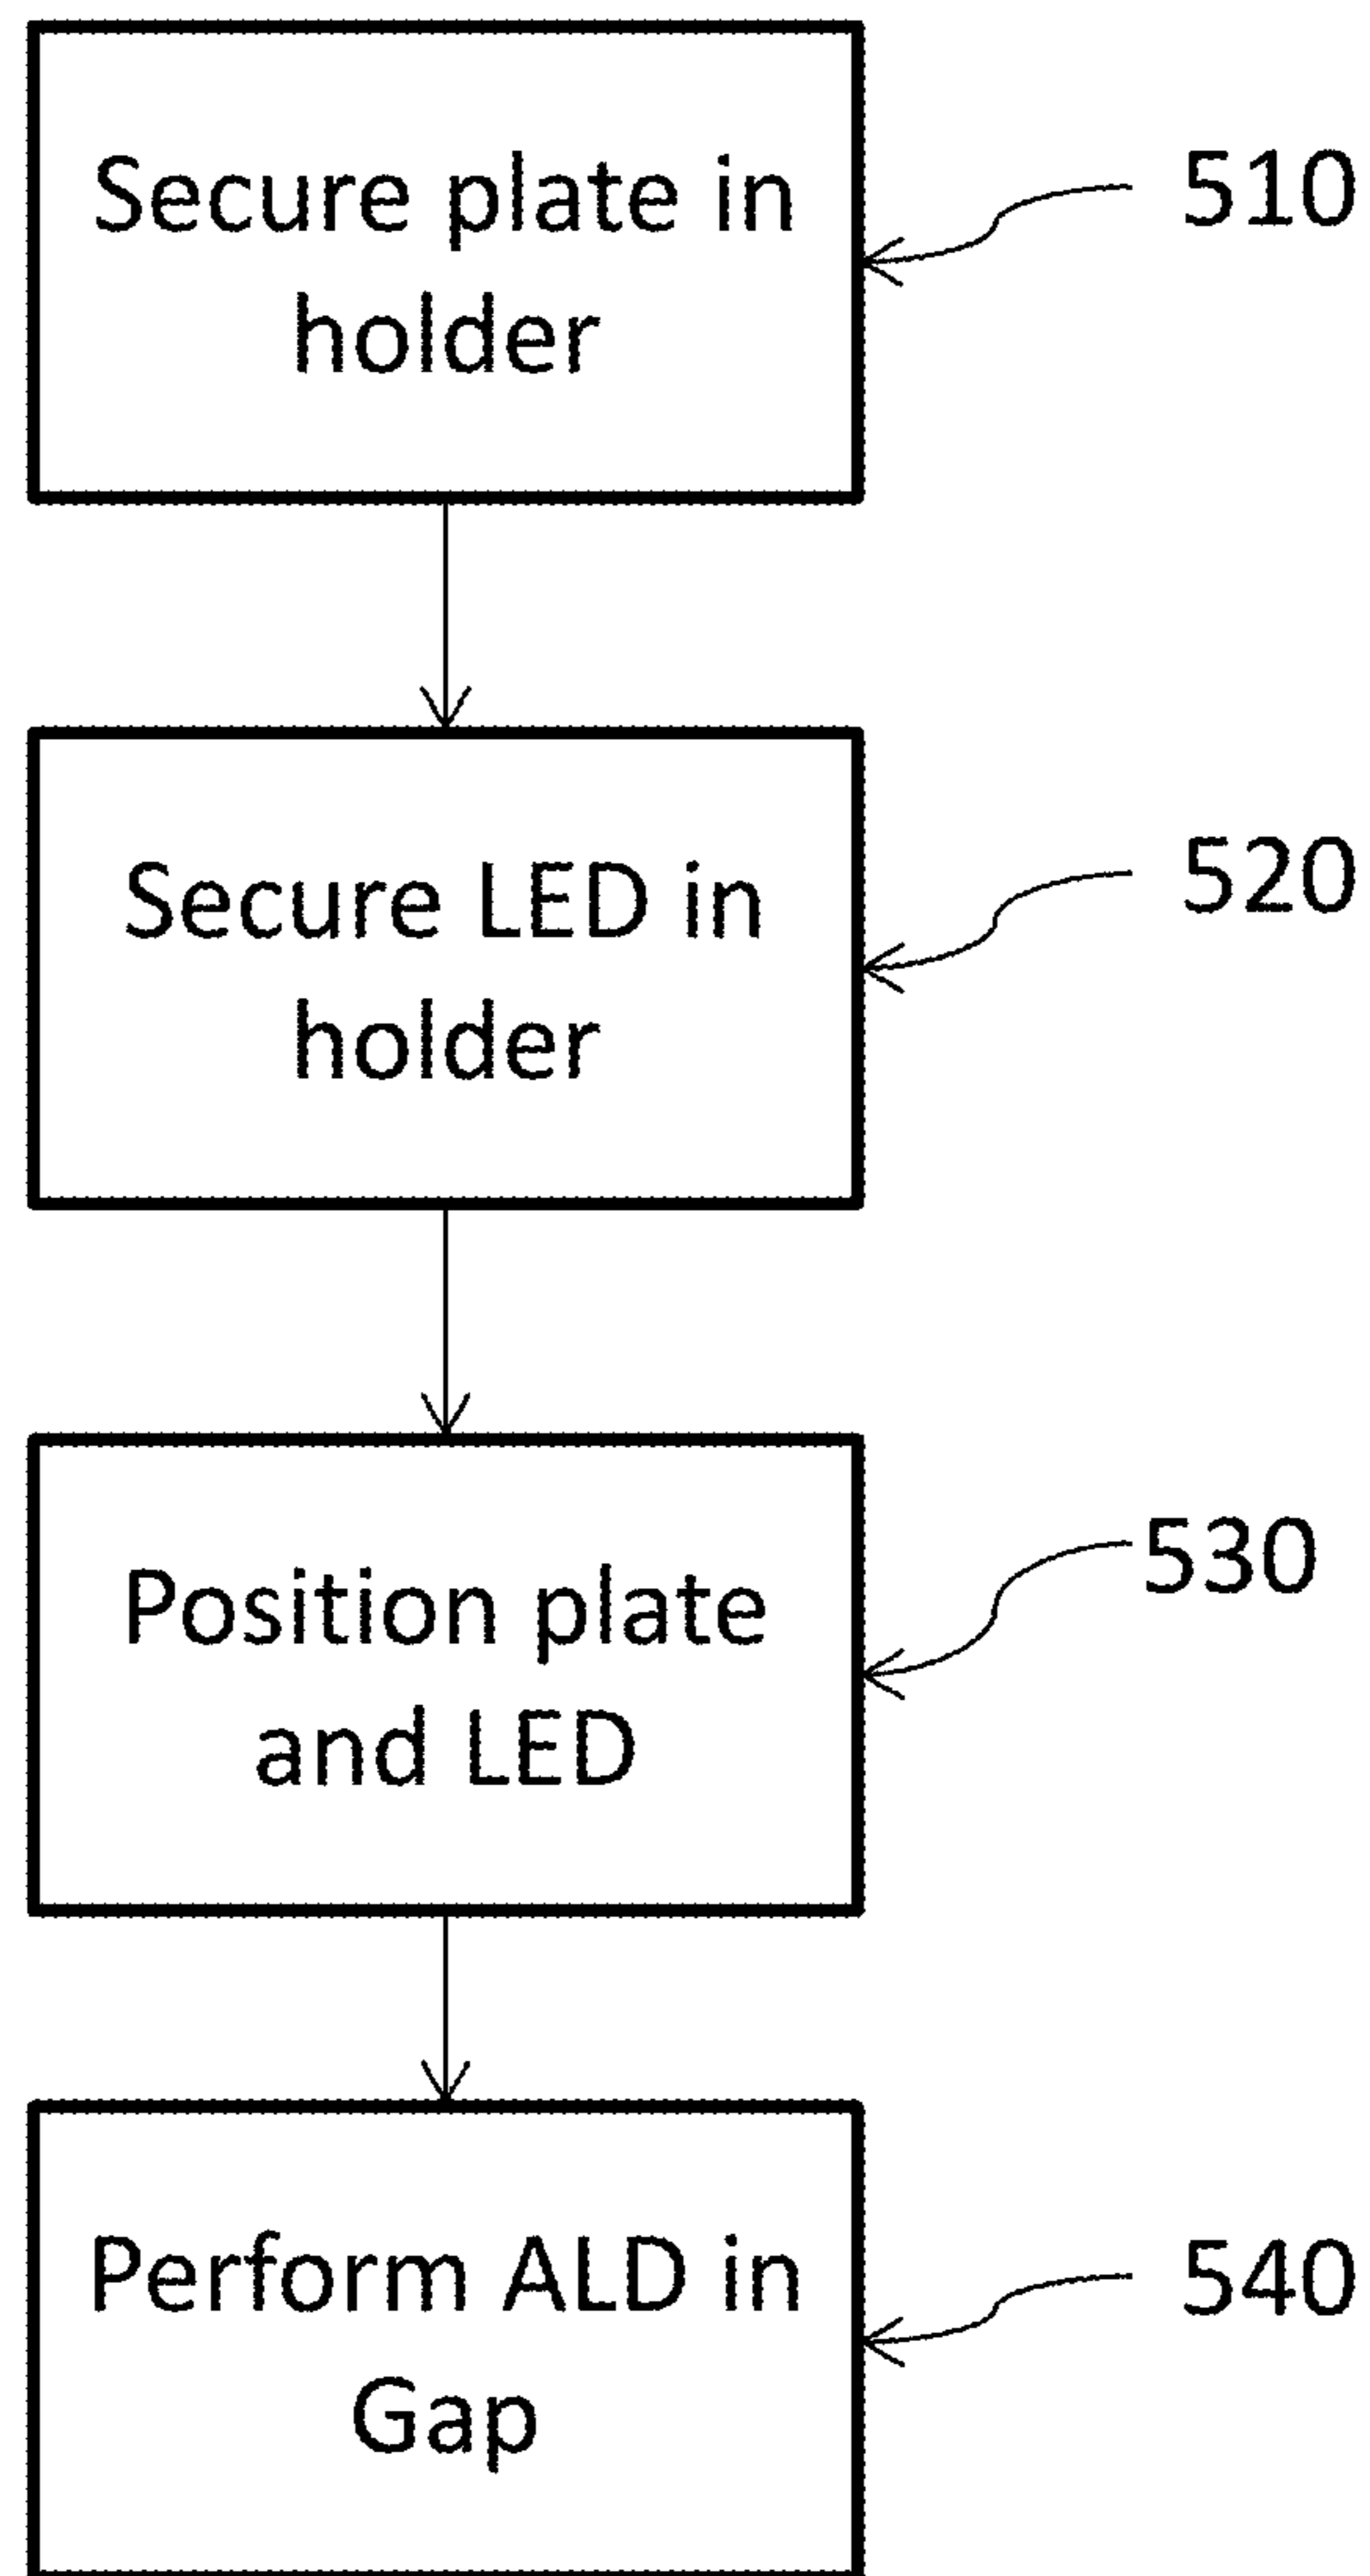 Secure plate in
holder
510
Secure LED in
holder
520
Position plate
and LED
530
Perform ALD in
Gap
540